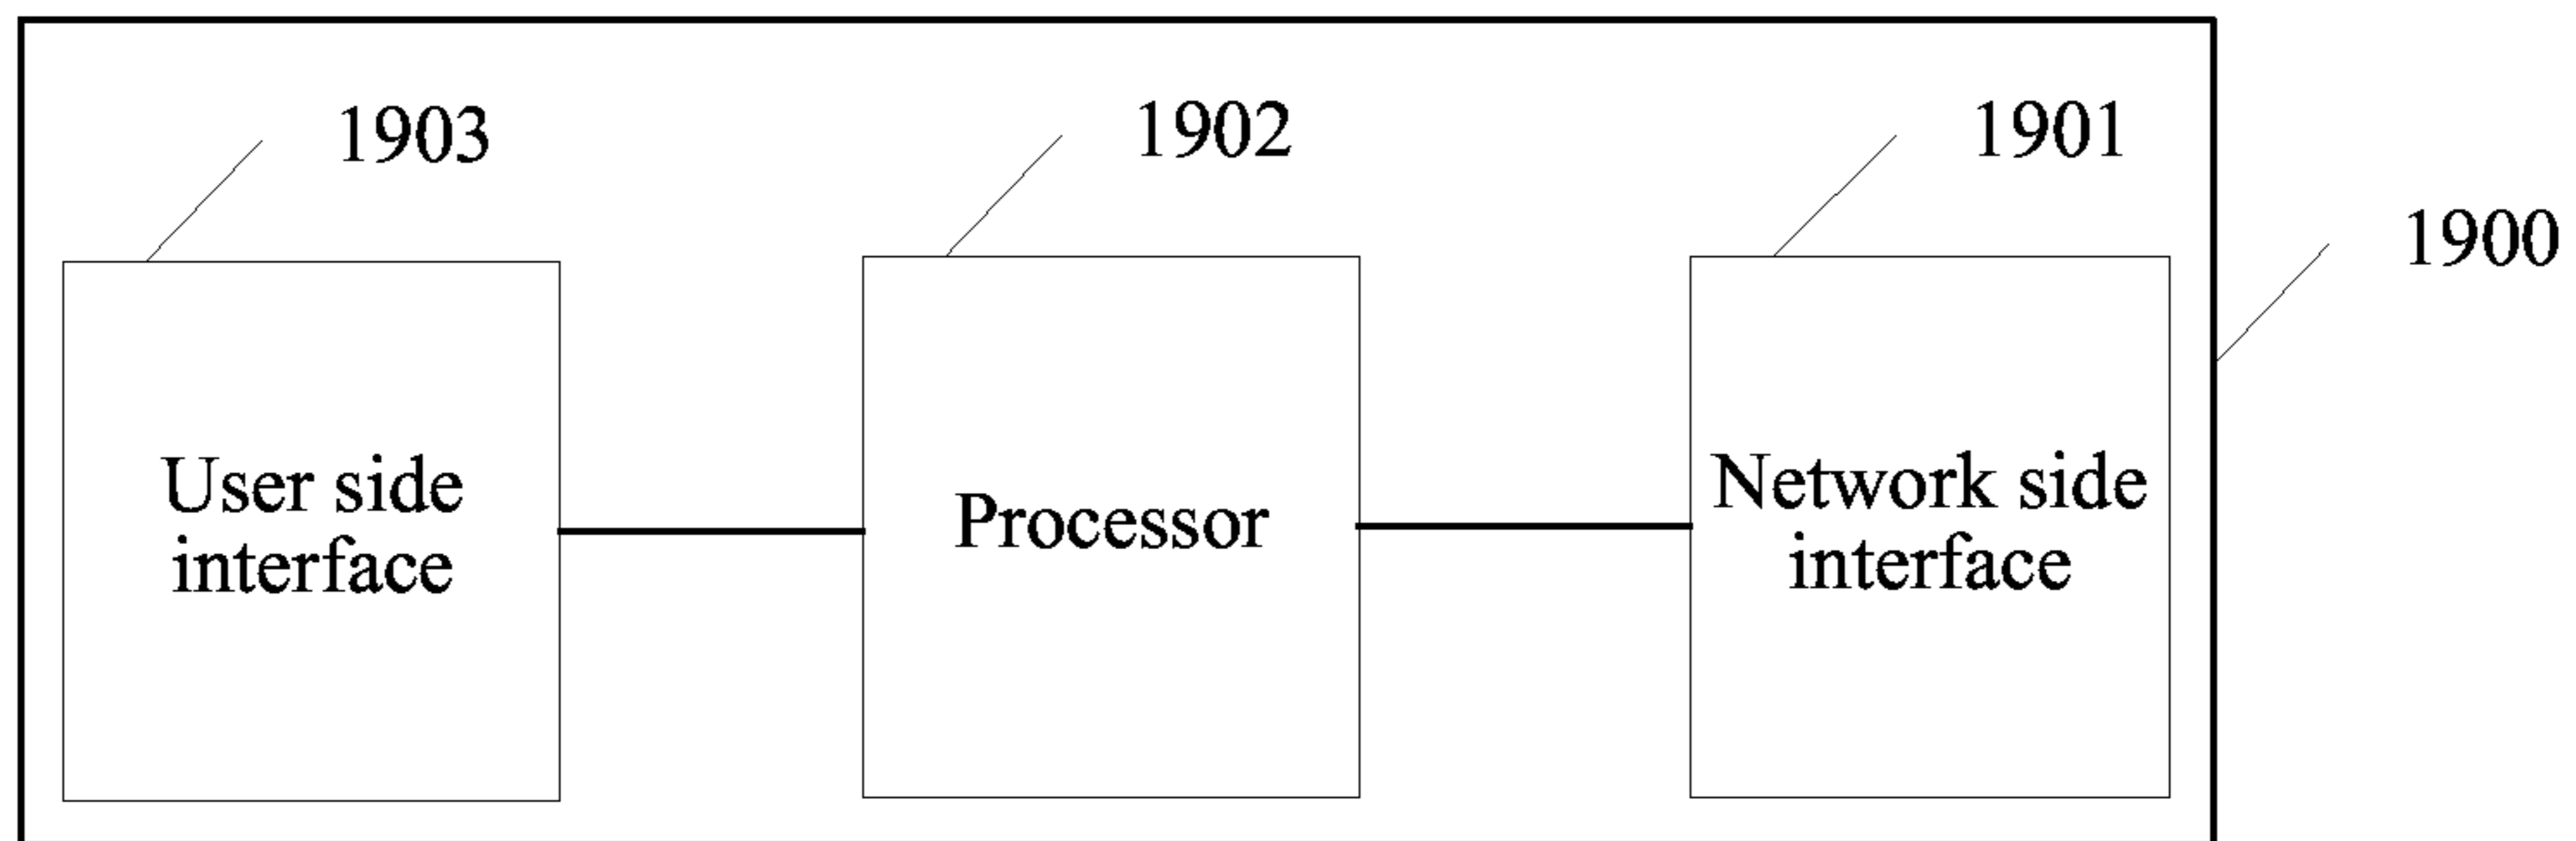 1903
1902
1901
1900
User side
interface
Processor
Network side
interface